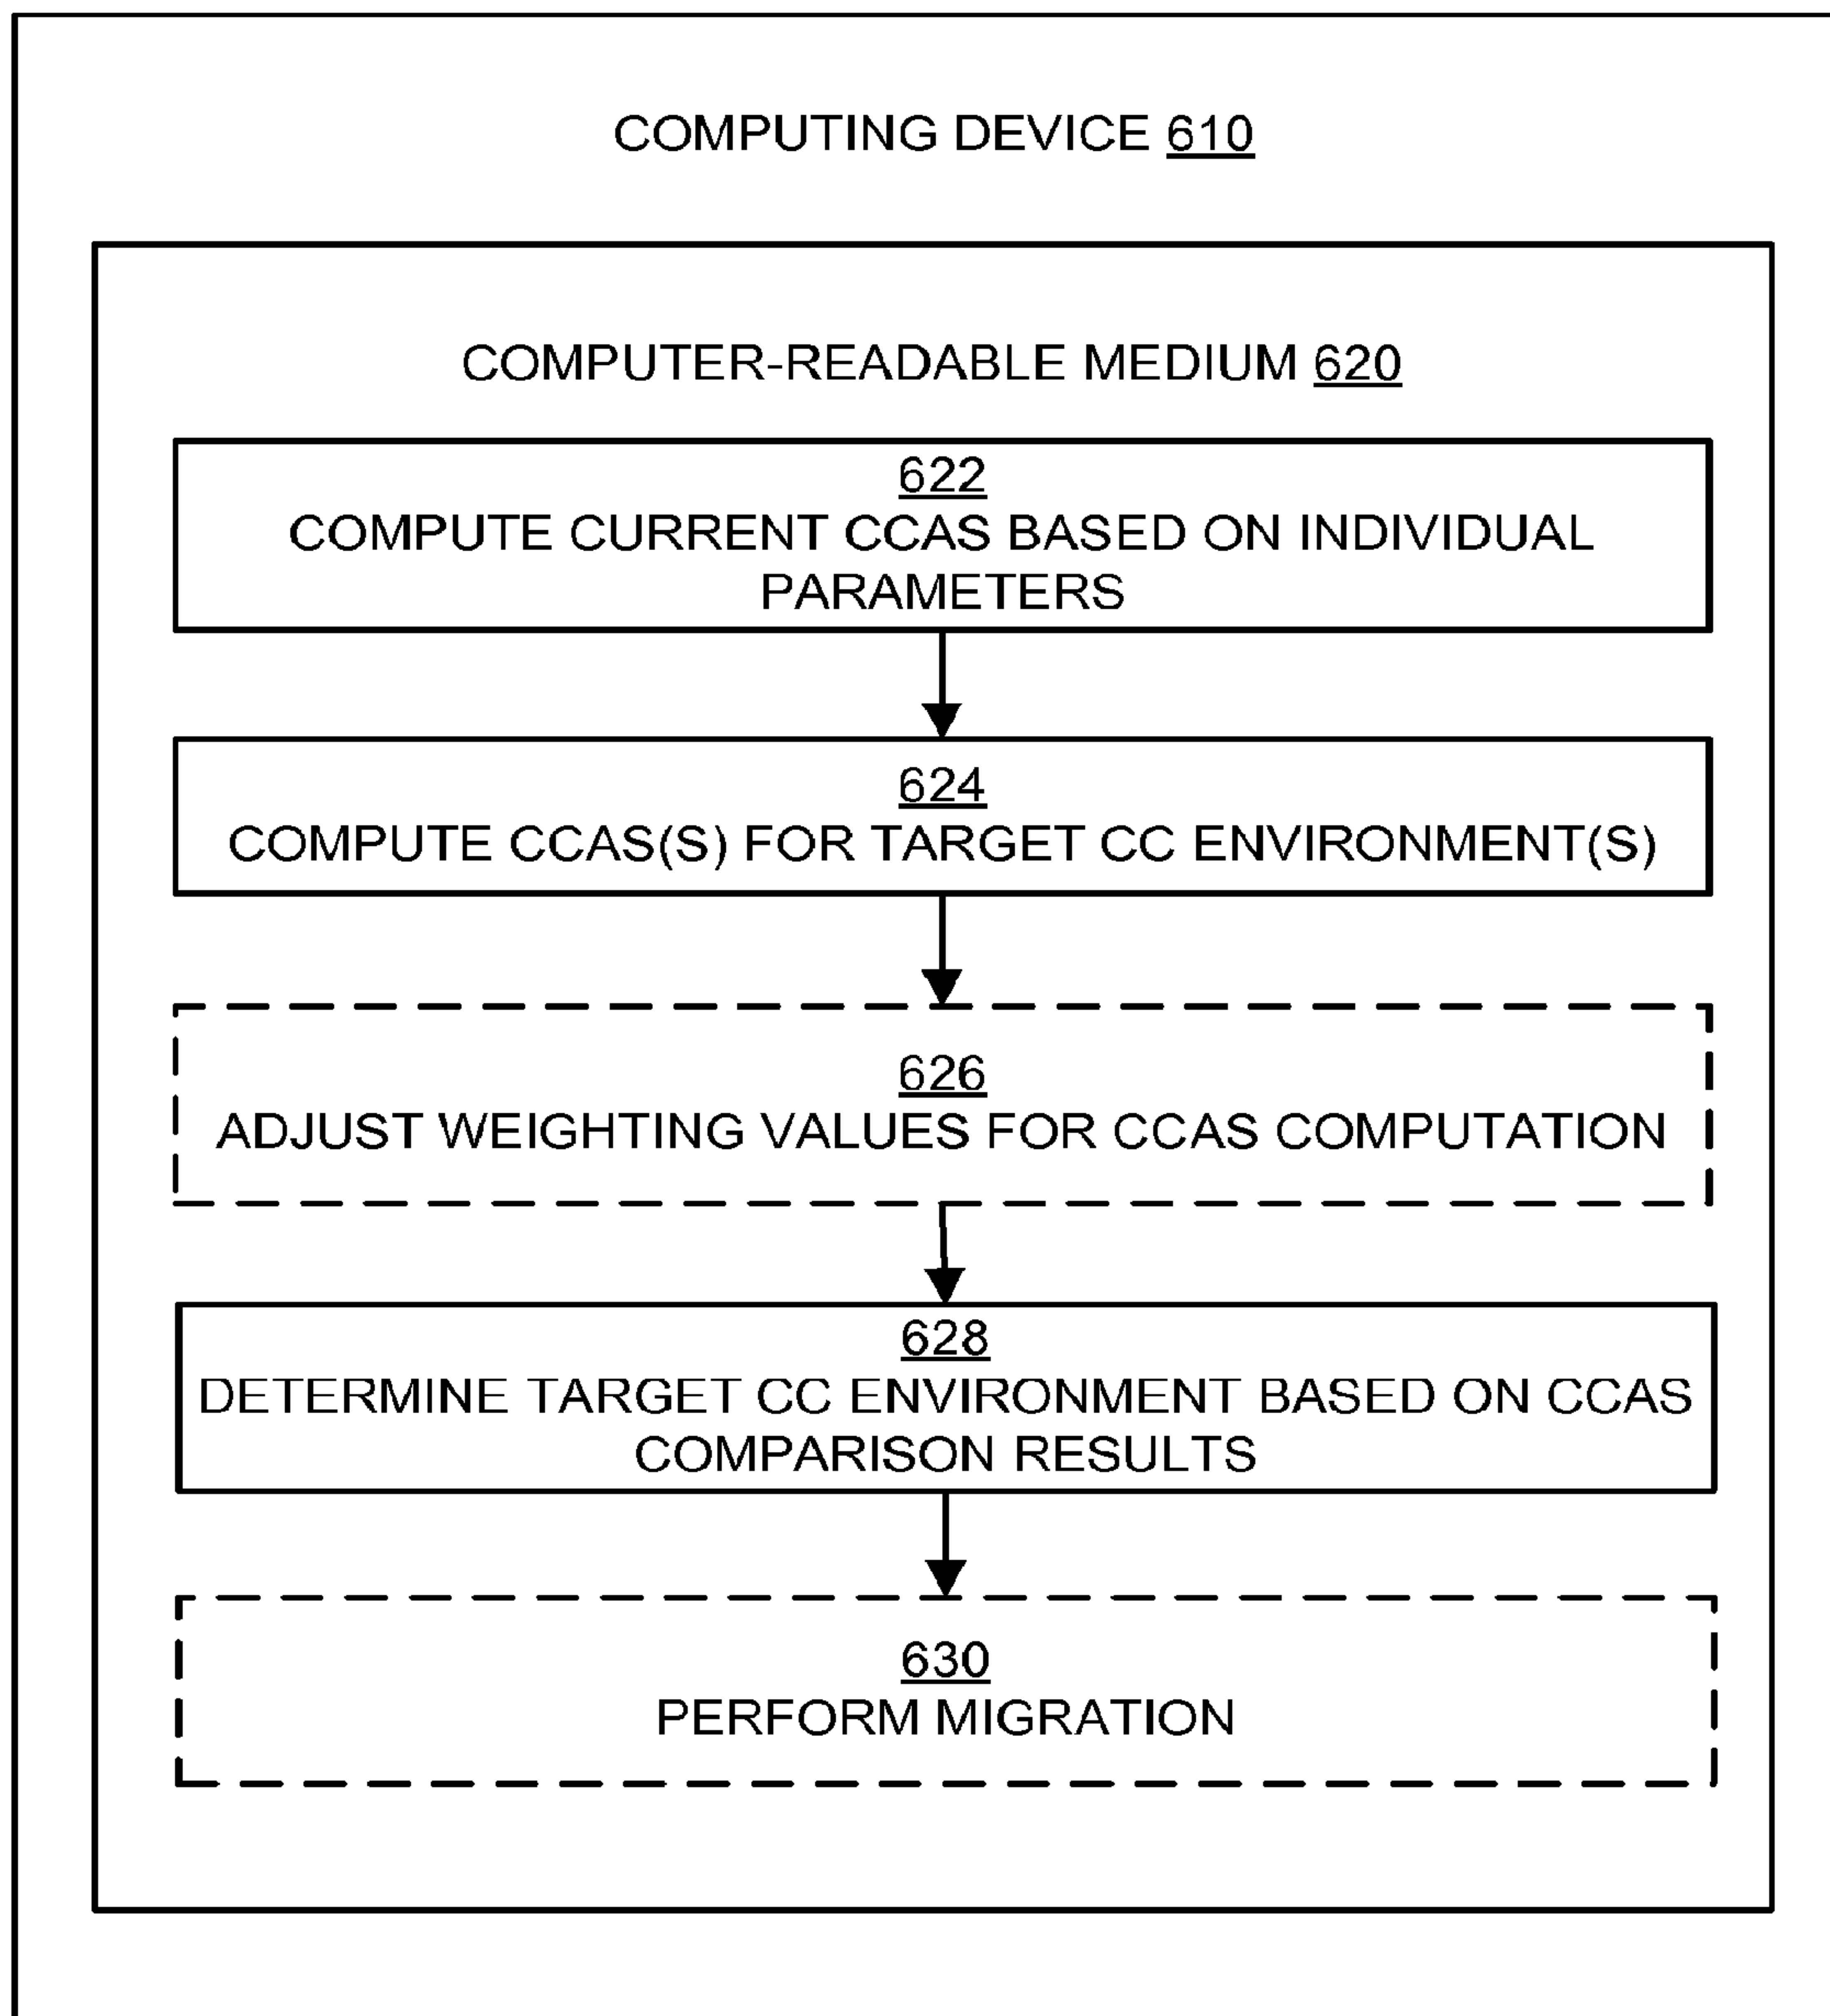 COMPUTING DEVICE 610
COMPUTER-READABLE MEDIUM 620
622
COMPUTE CURRENT CCAS BASED ON INDIVIDUAL
PARAMETERS
624
COMPUTE CCAS(S) FOR TARGET CC ENVIRONMENT(S)
626
ADJUST WEIGHTING VALUES FOR CCAS COMPUTATION
628
DETERMINE TARGET CC ENVIRONMENT BASED ON CCAS
COMPARISON RESULTS
630
PERFORM MIGRATION